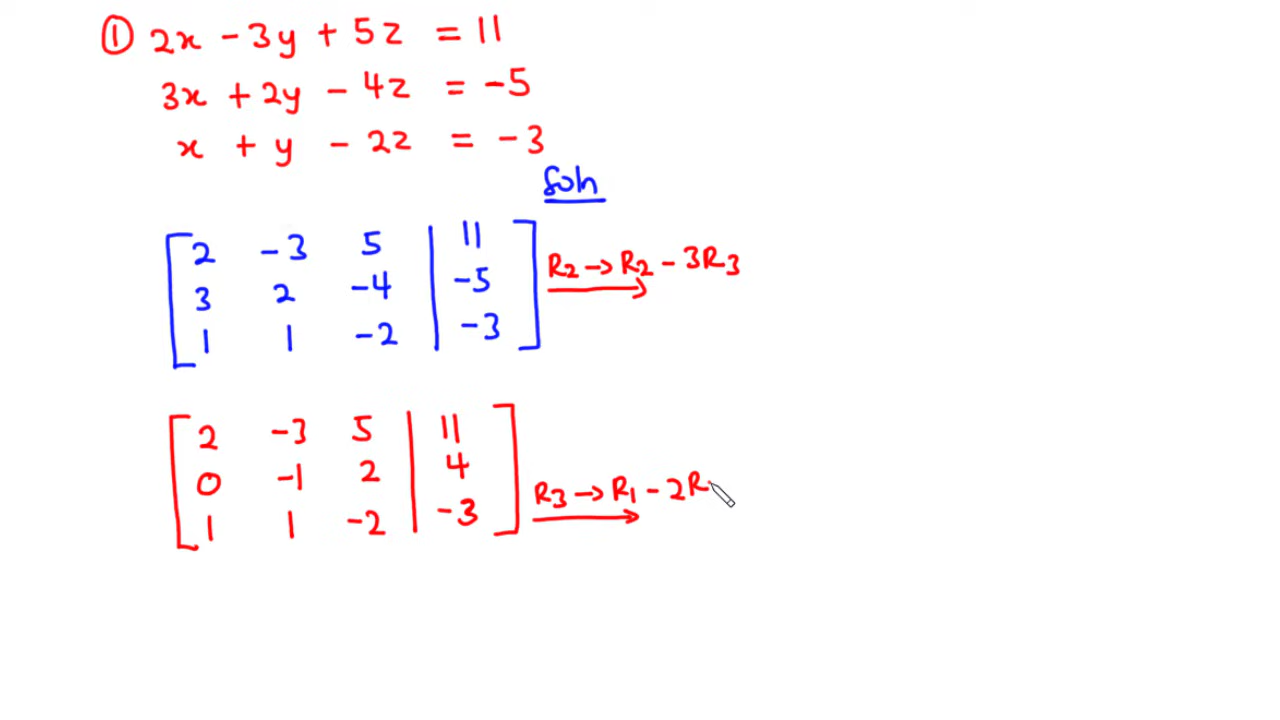 ① 2x - 3y + 5z = 11
3x + 2y - 4z = -5
x + y - 2z = -3
Soln
2 -3 5 | 11
R2 → R2 - 3R3
3 2 -4 | -5
1 1 -2 | -3
2 -3 5 | 11
0 -1 2 | 4
R3 → R1 - 2R
1 1 -2 | -3